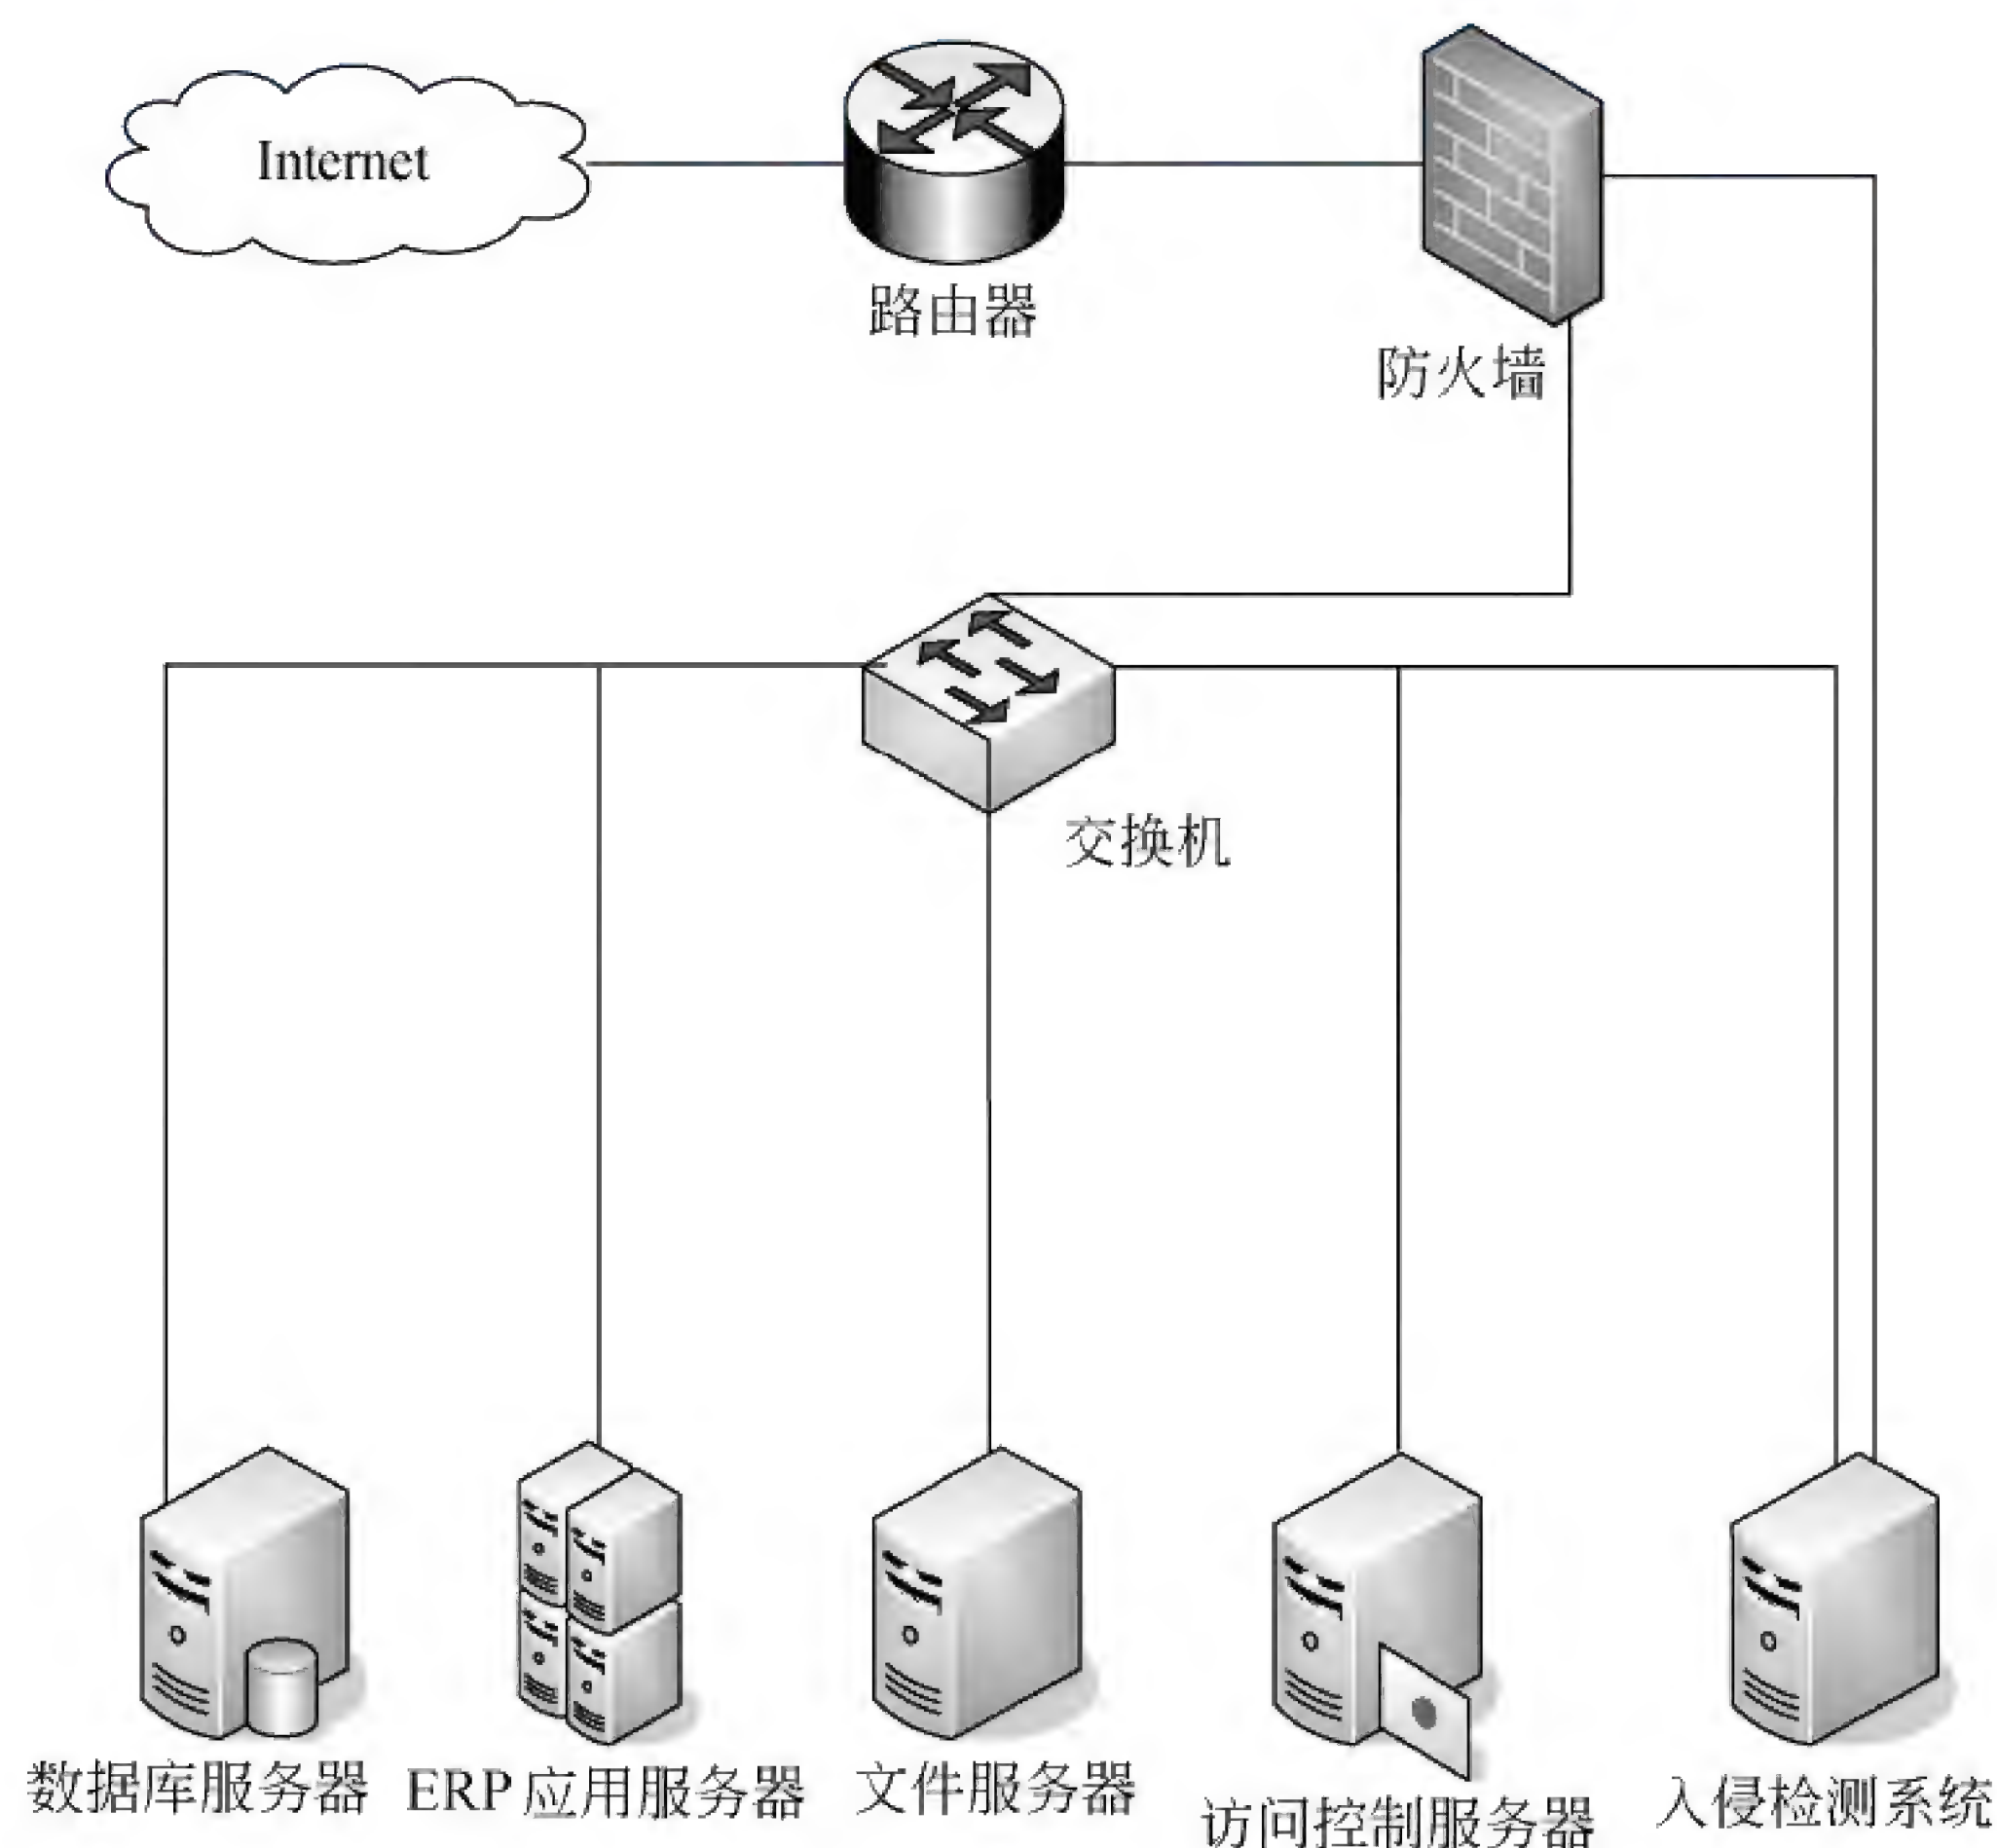 Internet
路由器
防火墙
交换机
数据库服务器
ERP 应用服务器
文件服务器
访问控制服务器
入侵检测系统